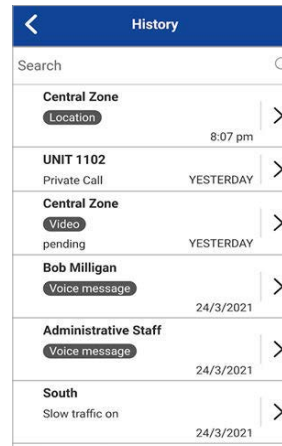 History
Search
Central Zone
Location
8:07 pm
UNIT 1102
Private Call YESTERDAY
Central Zone
Video
pending YESTERDAY
Bob Milligan
Voice message
24/3/2021
Administrative Staff
Voice message
24/3/2021
South
Slow traffic on
24/3/2021